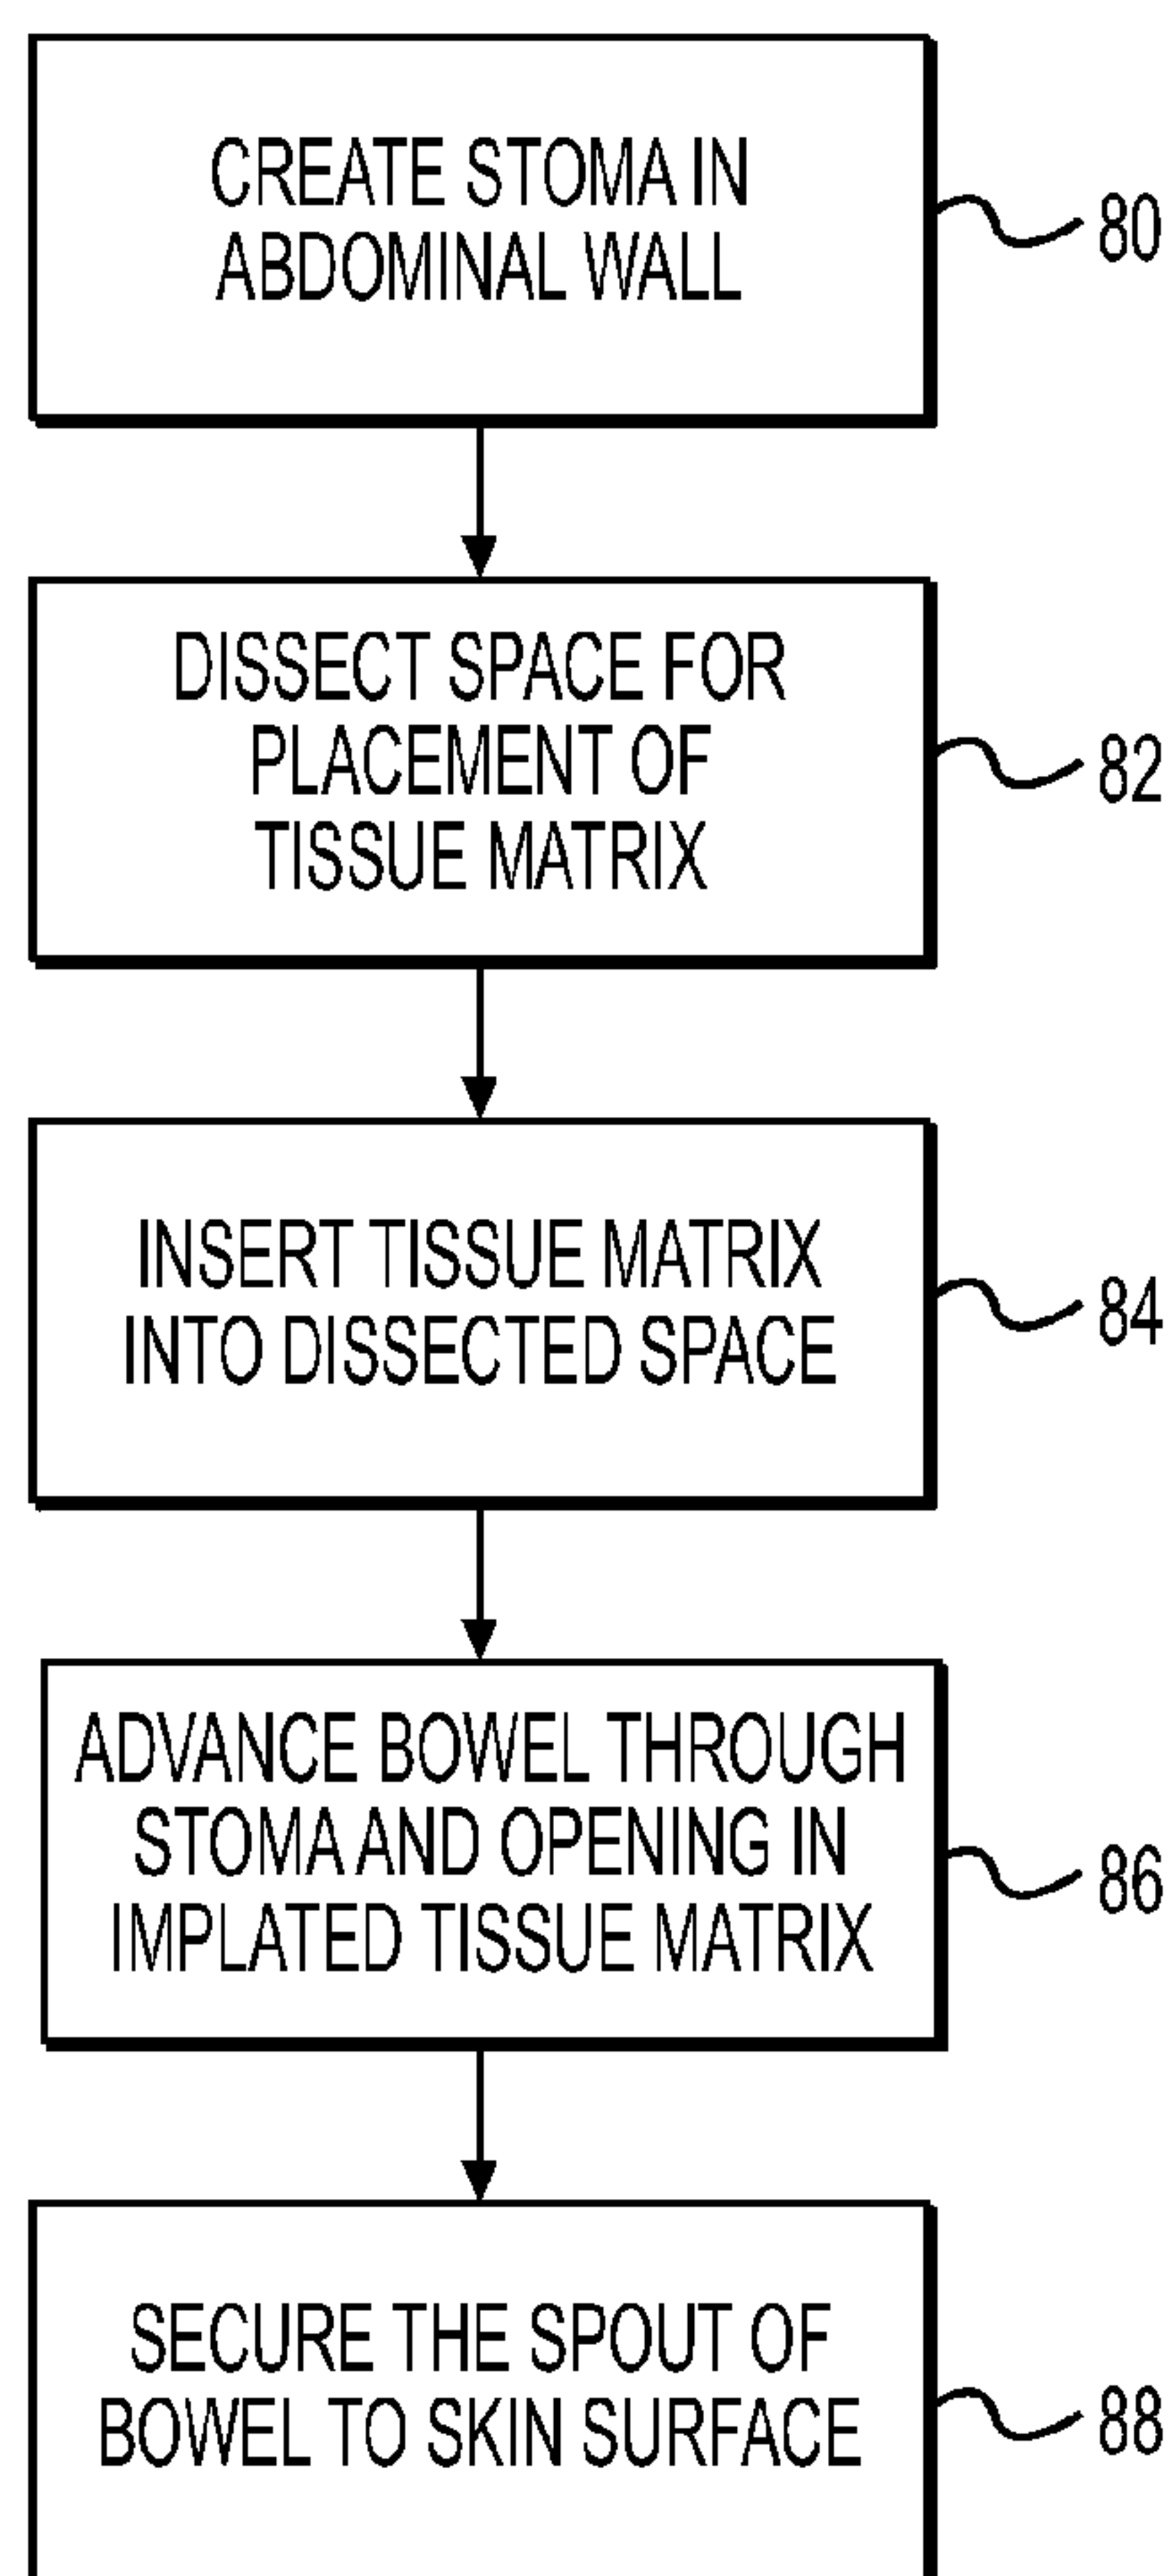 CREATE STOMA IN
ABDOMINAL WALL
80
DISSECT SPACE FOR
PLACEMENT OF
TISSUE MATRIX
82
INSERT TISSUE MATRIX
INTO DISSECTED SPACE
84
ADVANCE BOWEL THROUGH
STOMA AND OPENING IN
IMPLATED TISSUE MATRIX
86
SECURE THE SPOUT OF
BOWEL TO SKIN SURFACE
88